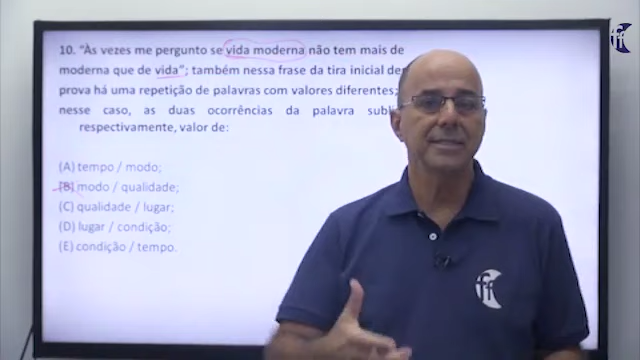 10. "Às vezes me pergunto se vida moderna não tem mais de
moderna que de vida"; também nessa frase da tira inicial
prova há uma repetição de palavras com valores diferentes;
nesse caso, as duas ocorrências da palavra
respectivamente, valor de:
(A) tempo / modo;
(B) modo / qualidade;
(C) qualidade / lugar;
(D) lugar / condição;
(E) condição / tempo.